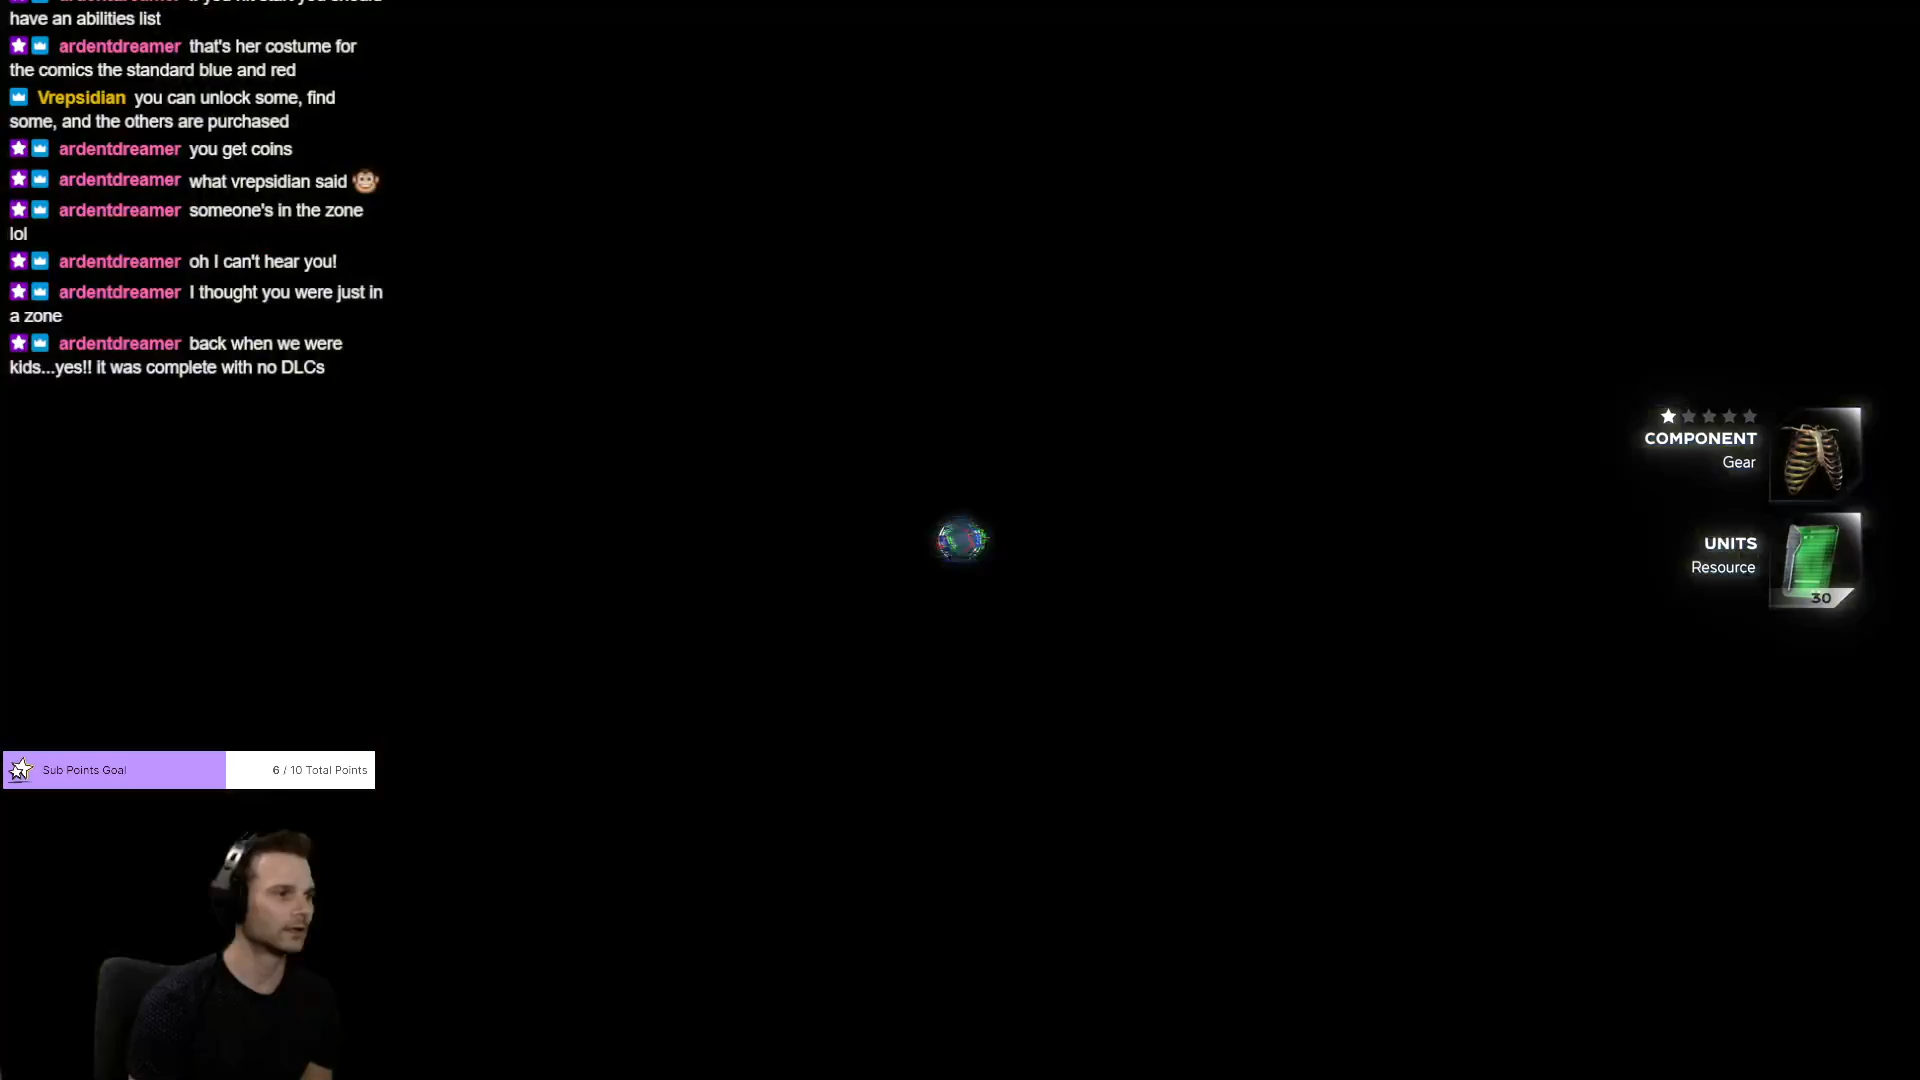 have an abilities list
ardentdreamer that's her costume for
the comics the standard blue and red
Vrepsidian you can unlock some, find
some, and the others are purchased
ardentdreamer you get coins
ardentdreamer what vrepsidian said
ardentdreamer someone's in the zone
lol
ardentdreamer oh I can't hear you!
ardentdreamer I thought you were just in
a zone
ardentdreamer back when we were
kids...yes!! it was complete with no DLCs
COMPONENT
Gear
UNITS
Resource
30
Sub Points Goal 6 / 10 Total Points